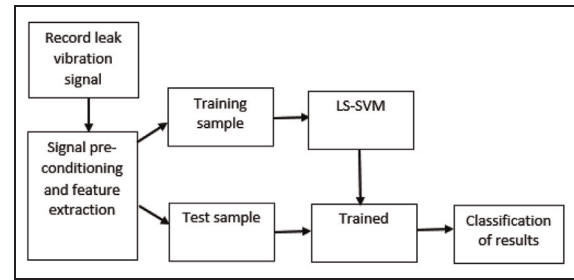 Record leak
vibration
signal
Signal pre-
conditioning
and feature
extraction
Training
sample
LS-SVM
Test sample
Trained
Classification
of results